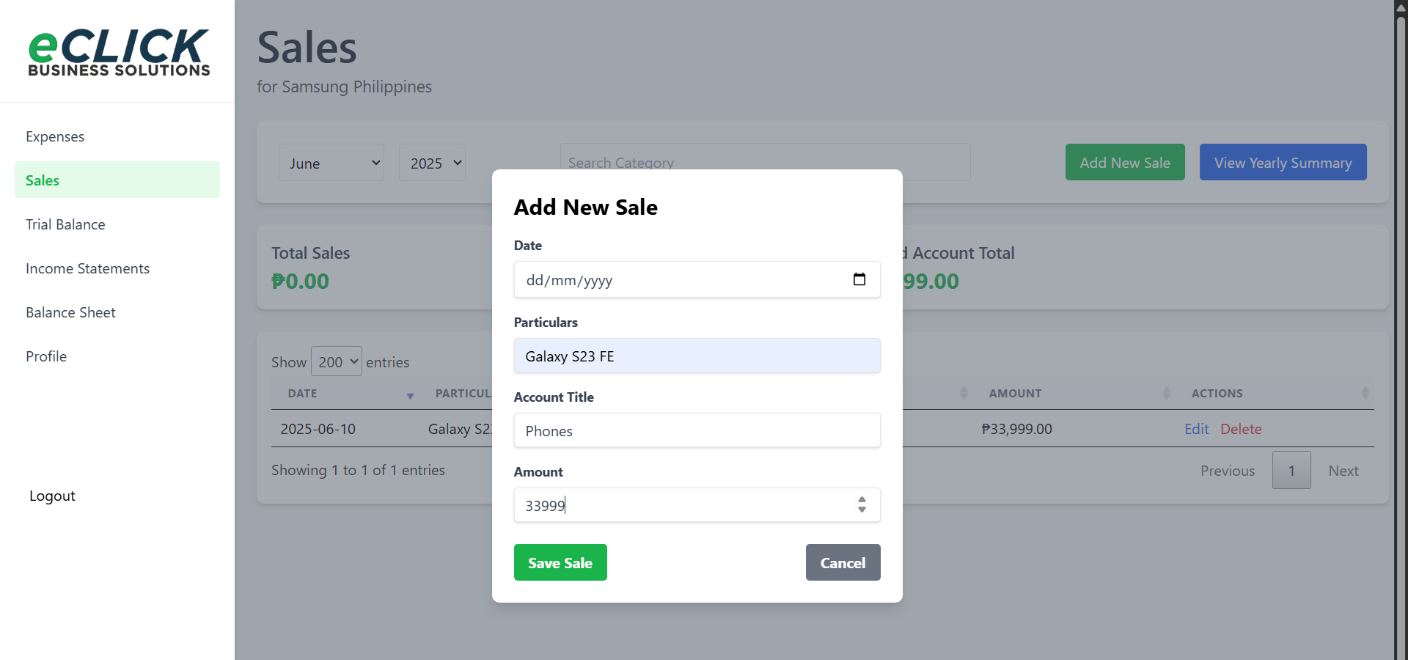 eCLICK
BUSINESS SOLUTIONS
Expenses
Sales
Trial Balance
Income Statements
Balance Sheet
Profile
Logout
Sales
for Samsung Philippines
June
2025
Search Category
Add New Sale
View Yearly Summary
Total Sales
₱0.00
d Account Total
99.00
Show 200 entries
DATE PARTICUL AMOUNT ACTIONS
2025-06-10 Galaxy S2 ₱33,999.00 Edit Delete
Showing 1 to 1 of 1 entries
Previous 1 Next
Add New Sale
Date
dd/mm/yyyy
Particulars
Galaxy S23 FE
Account Title
Phones
Amount
33999
Save Sale
Cancel